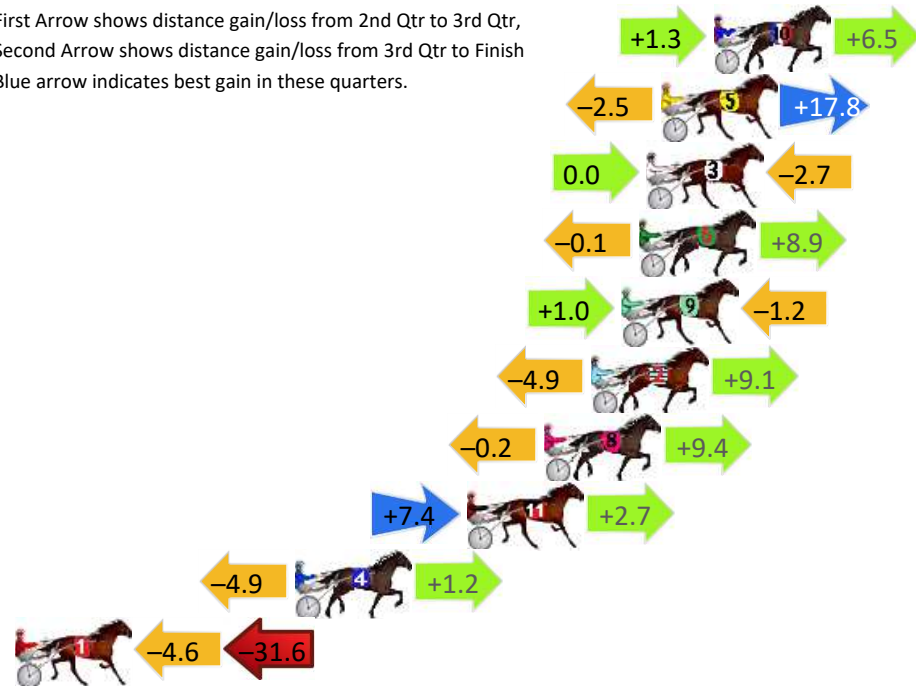 First Arrow shows distance gain/loss from 2nd Qtr to 3rd Qtr,
Second Arrow shows distance gain/loss from 3rd Qtr to Finish
Blue arrow indicates best gain in these quarters.
+1.3 10 +6.5
–2.5 5 +17.8
0.0 3 –2.7
–0.1 6 +8.9
+1.0 9 –1.2
–4.9 2 +9.1
–0.2 8 +9.4
+7.4 11 +2.7
–4.9 4 +1.2
1 –4.6 –31.6